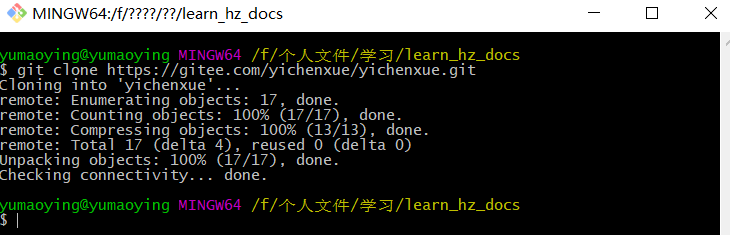 MINGW64:/f/????/??/learn_hz_docs
yumaoying@yumaoying MINGW64 /f/个人文件/学习/learn_hz_docs
$ git clone https://gitee.com/yichenxue/yichenxue.git
Cloning into 'yichenxue'...
remote: Enumerating objects: 17, done.
remote: Counting objects: 100% (17/17), done.
remote: Compressing objects: 100% (13/13), done.
remote: Total 17 (delta 4), reused 0 (delta 0)
Unpacking objects: 100% (17/17), done.
Checking connectivity... done.
yumaoying@yumaoying MINGW64 /f/个人文件/学习/learn_hz_docs
$